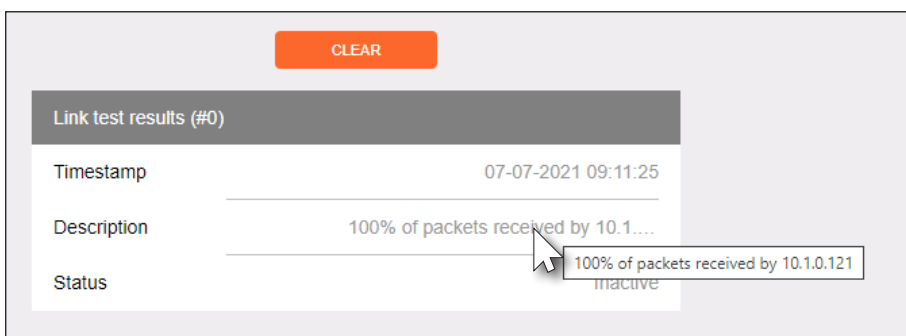 CLEAR
Link test results (#0)
Timestamp 07-07-2021 09:11:25
Description 100% of packets received by 10.1....
100% of packets received by 10.1.0.121
Status Inactive